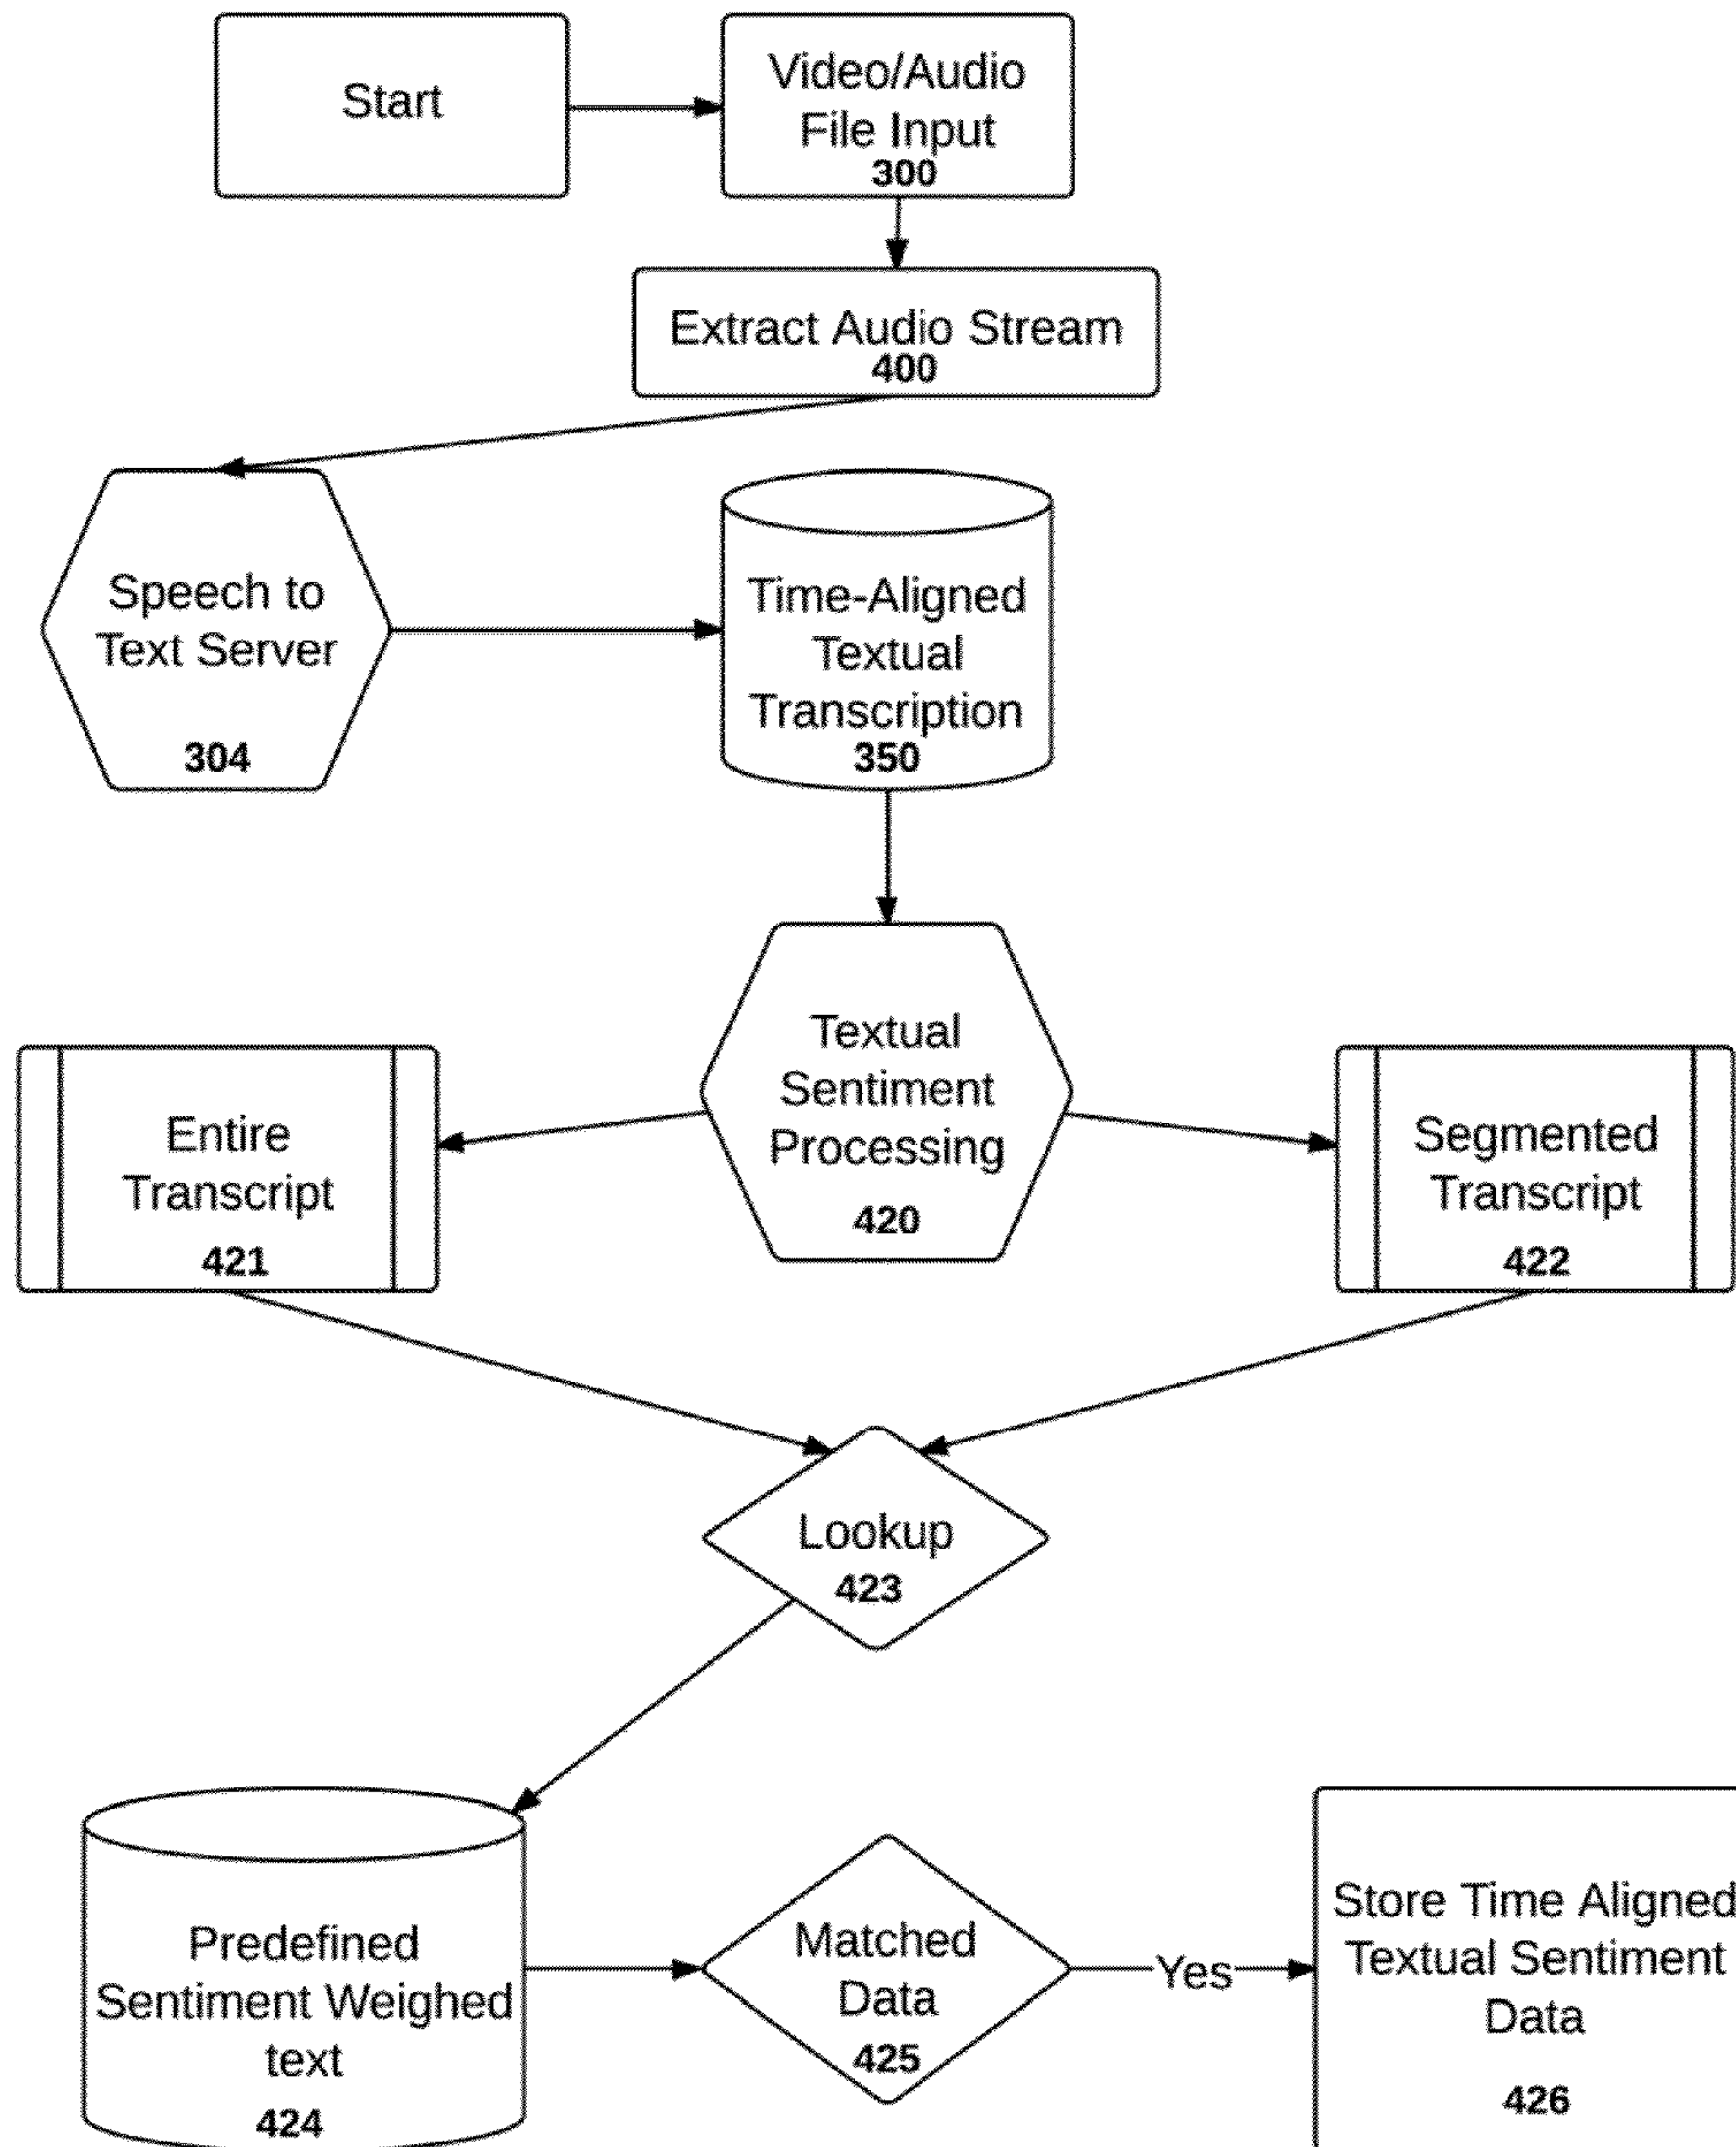 Start
Video/Audio
File Input
300
Extract Audio Stream
400
Speech to
Text Server
304
Time-Aligned
Textual
Transcription
350
Textual
Sentiment
Processing
420
Entire
Transcript
421
Segmented
Transcript
422
Lookup
423
Predefined
Sentiment Weighed
text
424
Matched
Data
425
Yes
Store Time Aligned
Textual Sentiment
Data
426